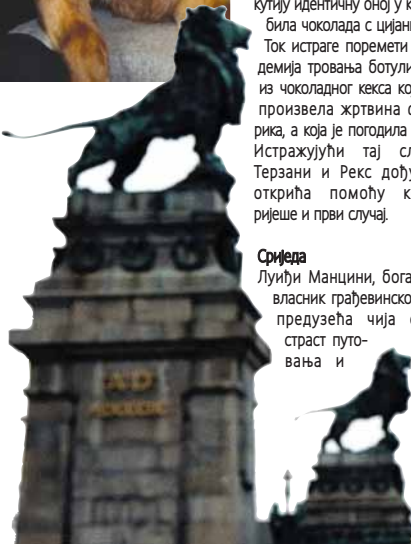 кутију идентичну оној у к
била чоколада с цијани
Ток истраге поремети
демија тровања ботули
из чоколадног кекса ко
произвела жртвина с
рика, а која је погодила
Истражујући тај сл
Терзани и Рекс дођу
открића помоћу к
ријеше и први случај.
Сриједа
Луиђи Манцини, бога
власник грађевинско
предузећа чија
страст путо-
вања и
AD